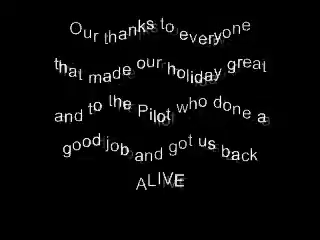 Our thanks to everyone
that made our holiday great
and to the Pilot who done a
good job and got us back
ALIVE